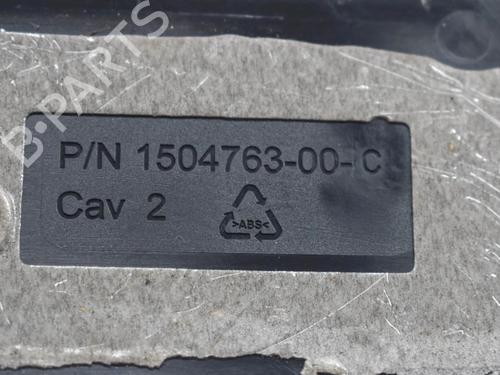 B-PARTS
P/N 1504763-00-C
Cav 2
>ABS<